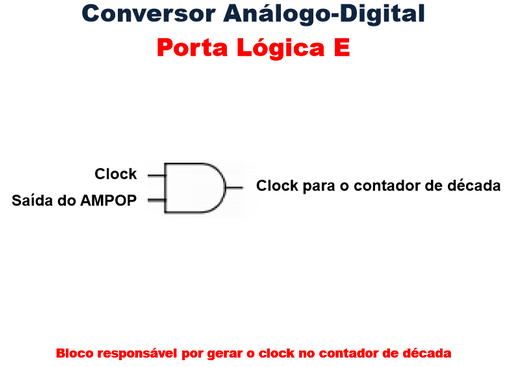 Conversor Análogo-Digital
Porta Lógica E
Clock
Saída do AMPOP
Clock para o contador de década
Bloco responsável por gerar o clock no contador de década